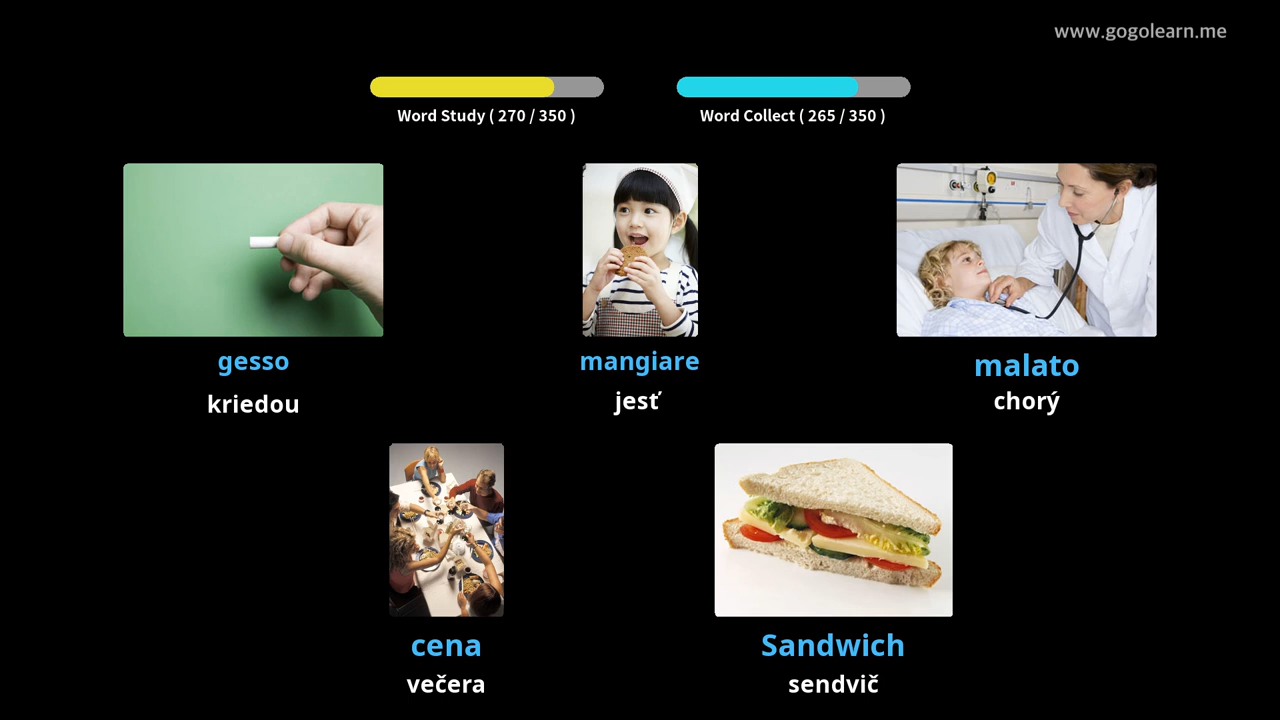 www.gogolearn.me
Word Study ( 270 / 350 )
Word Collect ( 265 / 350 )
gesso
mangiare
malato
kriedou
jesť
chorý
cena
Sandwich
večera
sendvič